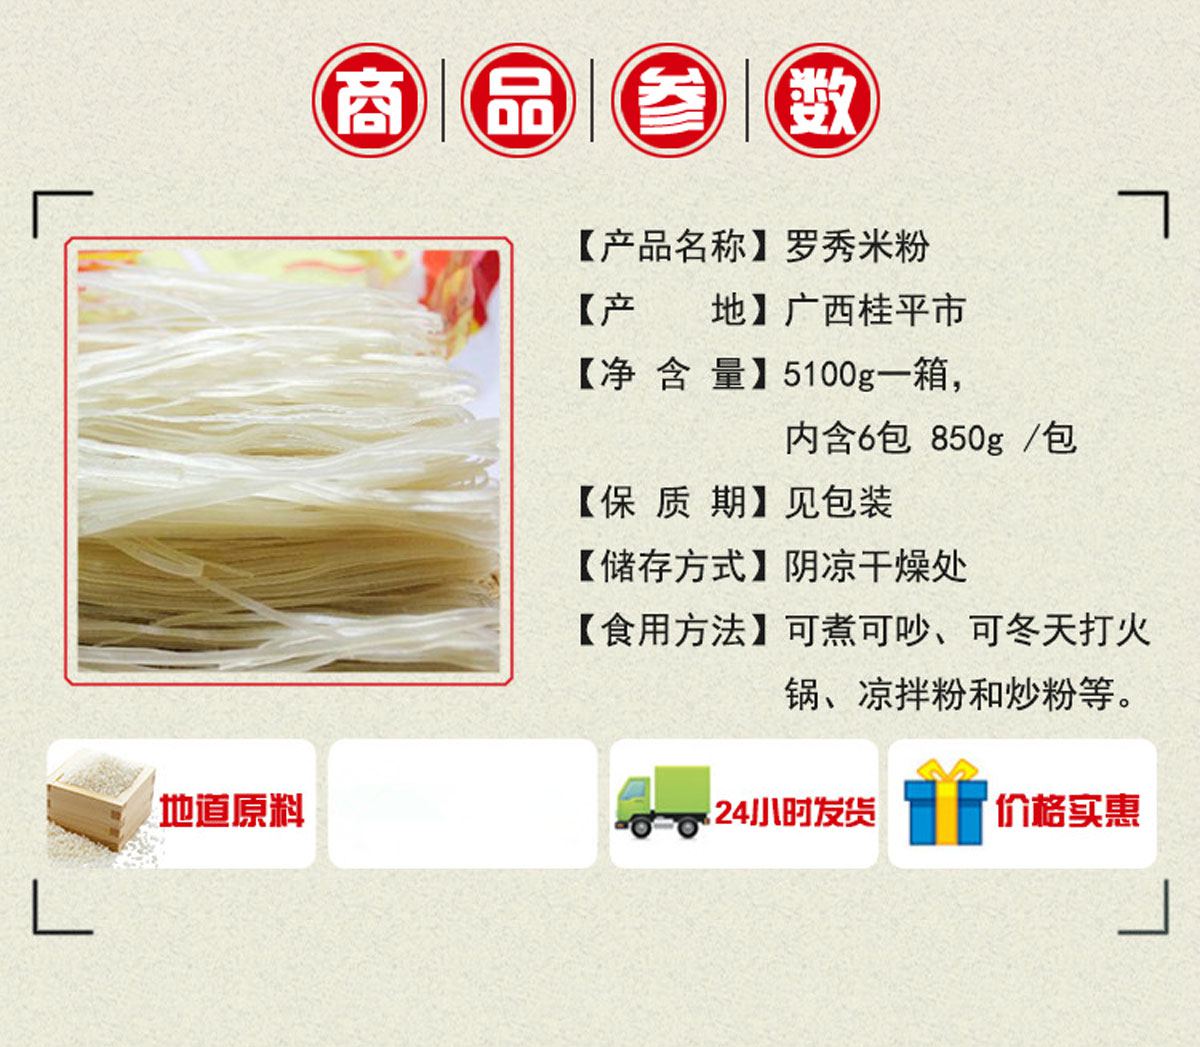 商品参数
【产品名称】罗秀米粉
【产 地】广西桂平市
【净 含 量】5100g一箱，
内含6包 850g /包
【保 质 期】见包装
【储存方式】阴凉干燥处
【食用方法】可煮可吵、可冬天打火
锅、凉拌粉和炒粉等。
地道原料
24小时发货
价格实惠